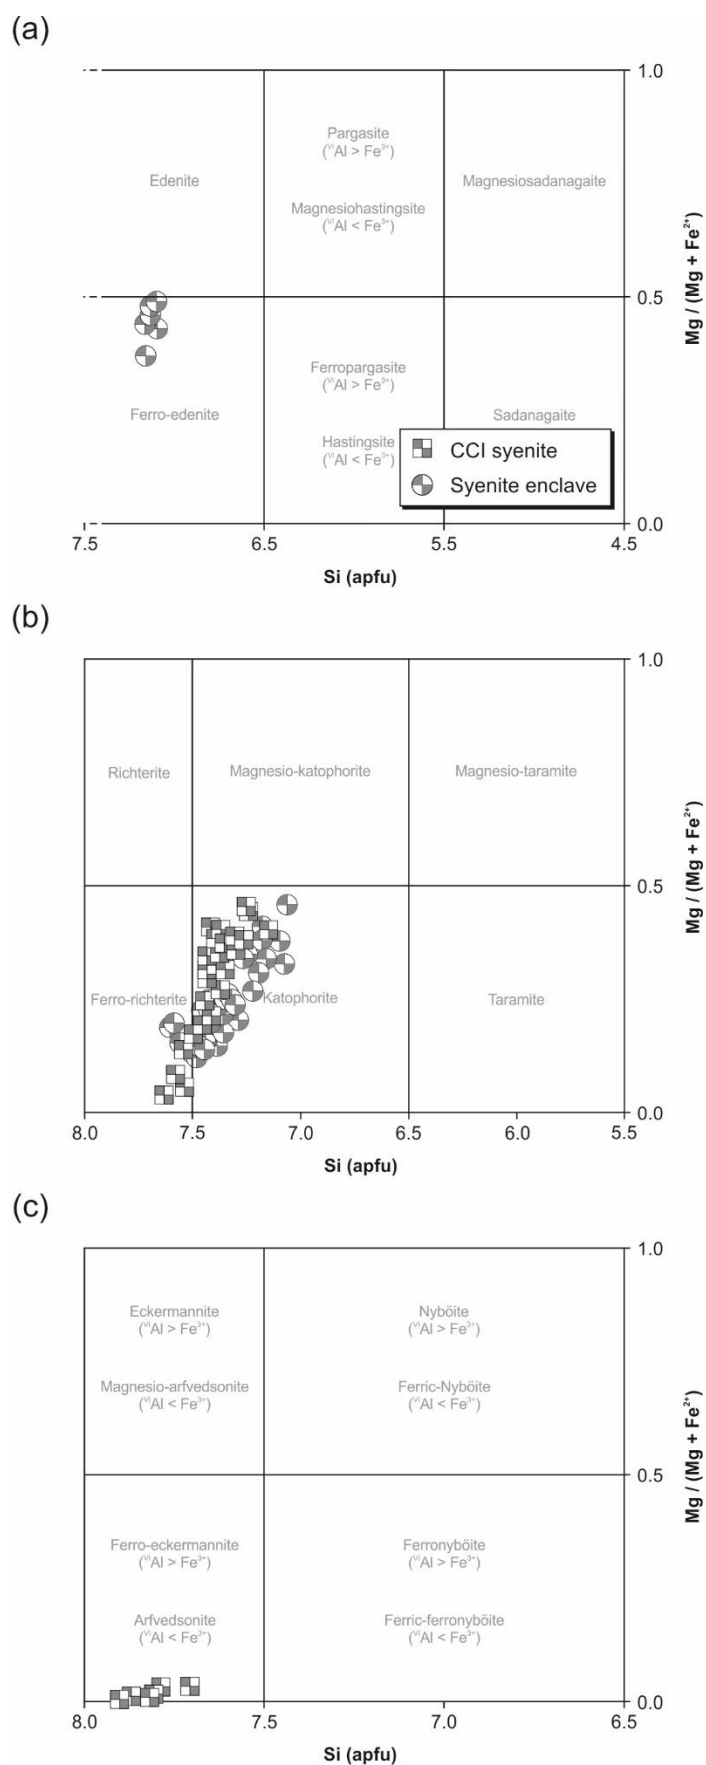 (a)
1.0
Pargasite
(ⱽᴵAl > Fe³⁺)
Edenite
Magnesiosadanagaite
Magnesiohastingsite
(ⱽᴵAl < Fe³⁺)
Mg / (Mg + Fe²⁺)
0.5
Ferropargasite
(ⱽᴵAl > Fe³⁺)
Ferro-edenite
Sadanagaite
Hastingsite
(ⱽᴵAl < Fe³⁺)
CCI syenite
Syenite enclave
0.0
7.5 6.5 5.5 4.5
Si (apfu)
(b)
1.0
Richterite Magnesio-katophorite Magnesio-taramite
Mg / (Mg + Fe²⁺)
0.5
Ferro-richterite Katophorite Taramite
0.0
8.0 7.5 7.0 6.5 6.0 5.5
Si (apfu)
(c)
1.0
Eckermannite Nyböite
(ⱽᴵAl > Fe³⁺) (ⱽᴵAl > Fe³⁺)
Magnesio-arfvedsonite Ferric-Nyböite
(ⱽᴵAl < Fe³⁺) (ⱽᴵAl < Fe³⁺)
Mg / (Mg + Fe²⁺)
0.5
Ferro-eckermannite Ferronyböite
(ⱽᴵAl > Fe³⁺) (ⱽᴵAl > Fe³⁺)
Arfvedsonite Ferric-ferronyböite
(ⱽᴵAl < Fe³⁺) (ⱽᴵAl < Fe³⁺)
0.0
8.0 7.5 7.0 6.5
Si (apfu)